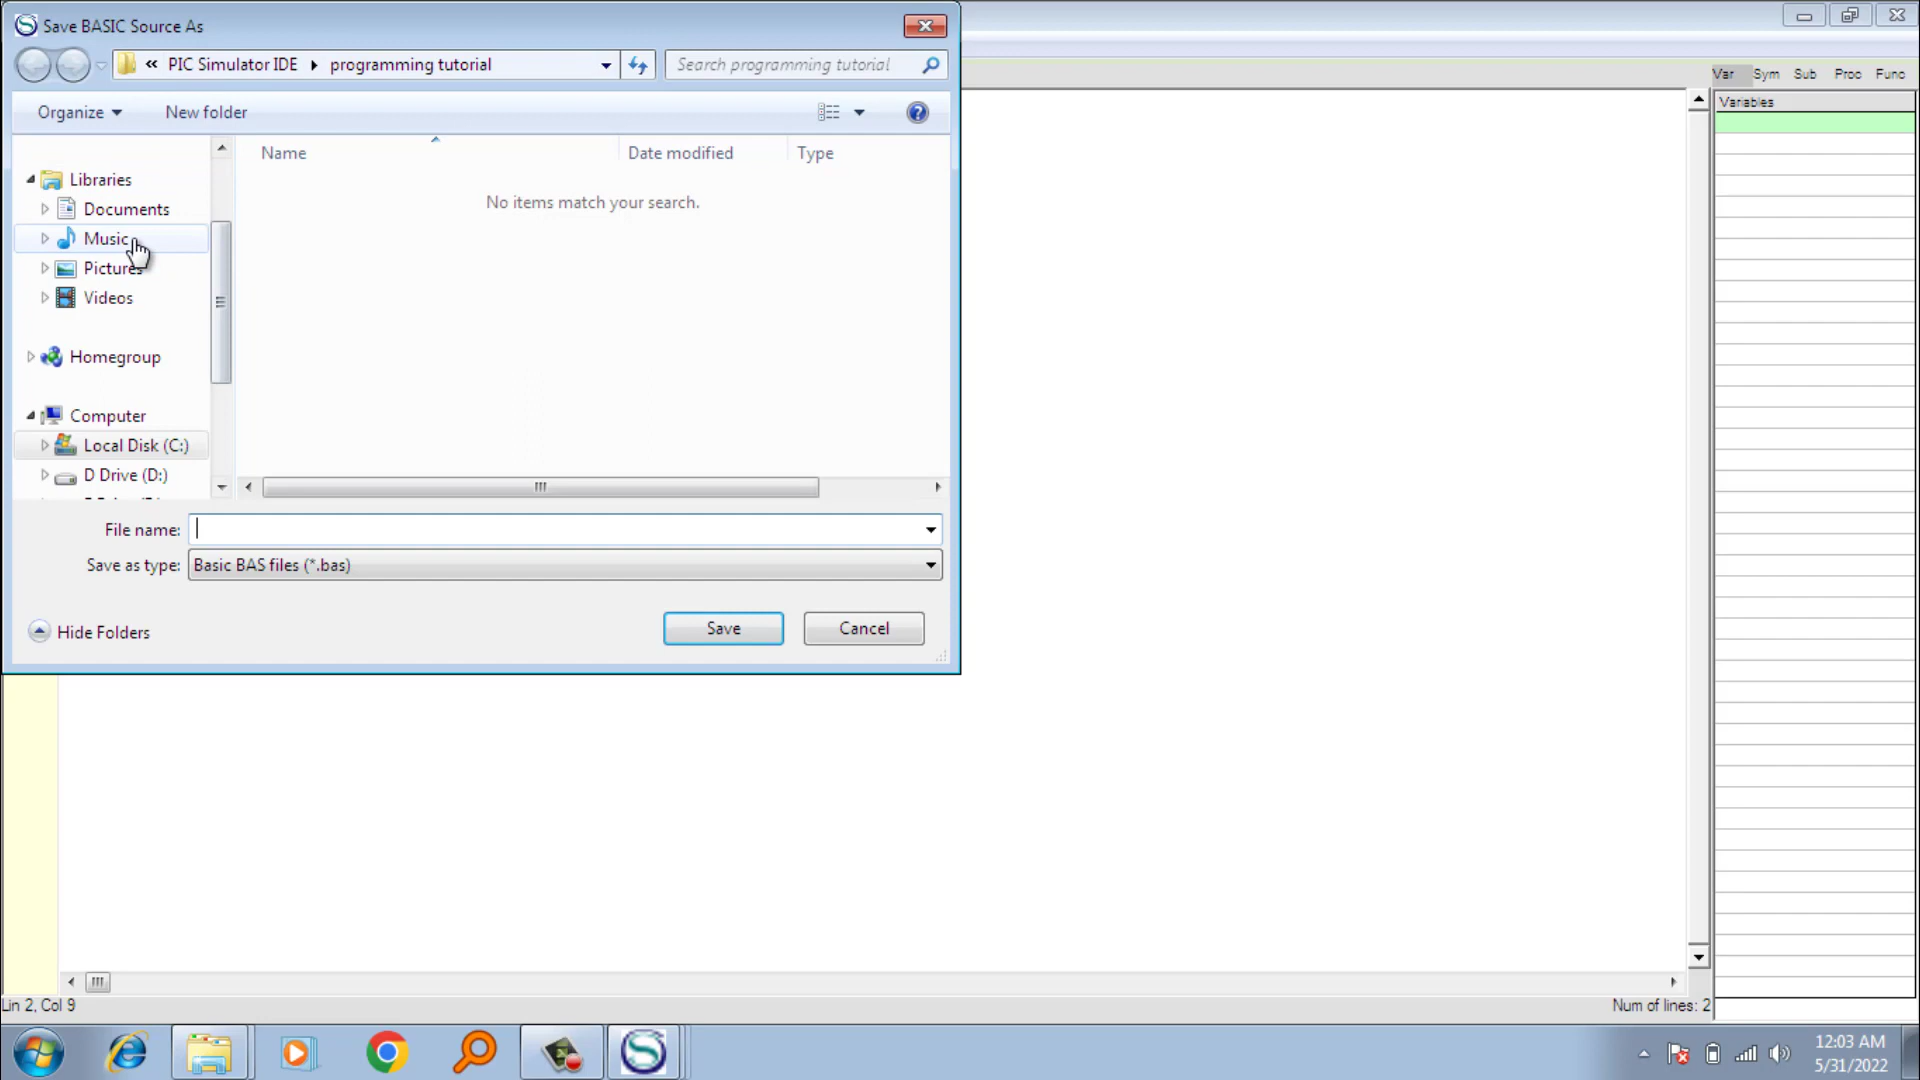 Save BASIC Source As
« PIC Simulator IDE programming tutorial
Search programming tutorial
Organize
New folder
Var Sym Sub Proc Func
Variables
Name
Date modified
Type
No items match your search.
Libraries
Documents
Music
Pictures
Videos
Homegroup
Computer
Local Disk (C:)
D Drive (D:)
File name:
Save as type: Basic BAS files (*.bas)
Hide Folders
Save
Cancel
Lin 2, Col 9
Num of lines: 2
12:03 AM
5/31/2022